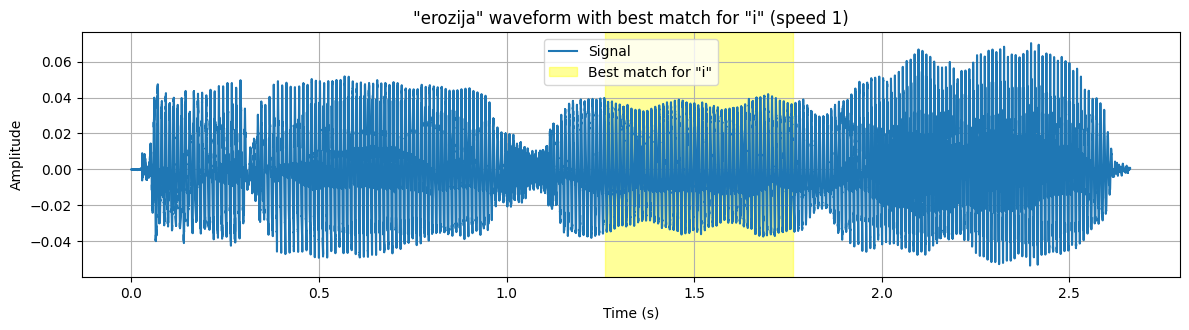 "erozija" waveform with best match for "i" (speed 1)
Signal
Best match for "i"
Amplitude
0.06
0.04
0.02
0.00
−0.02
−0.04
0.0 0.5 1.0 1.5 2.0 2.5
Time (s)